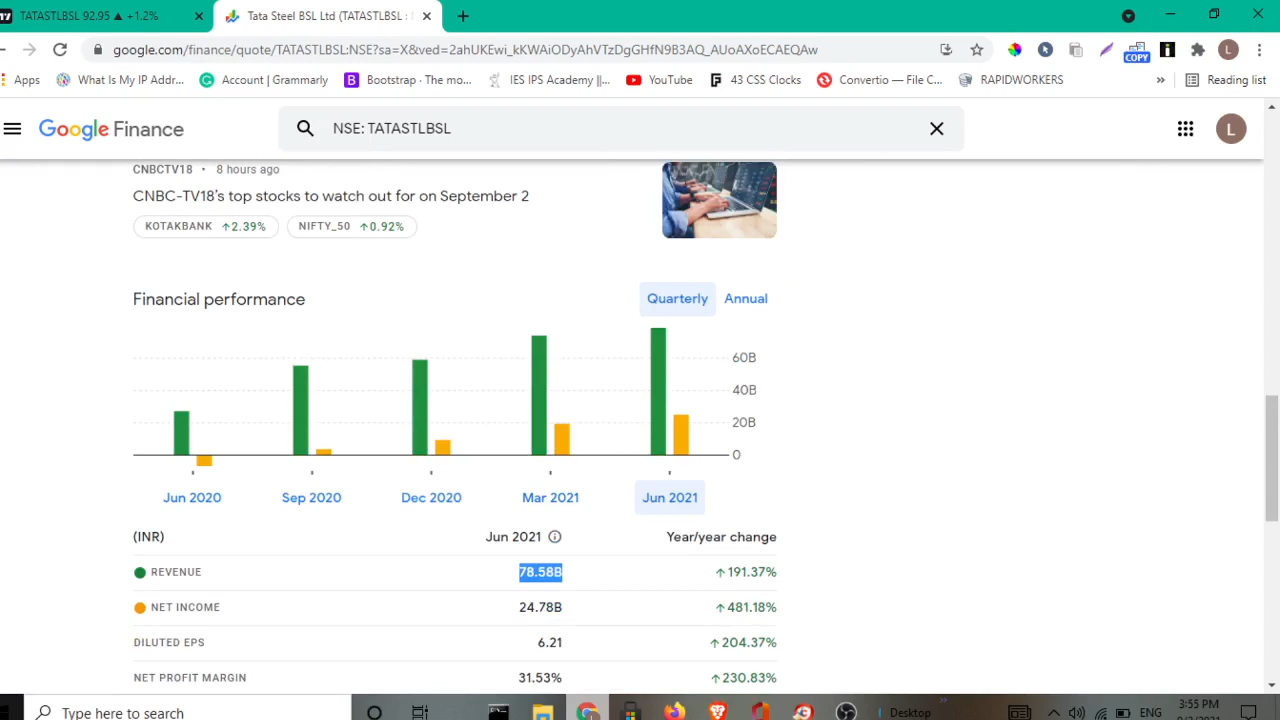 TATASTLBSL 92.95 ▲ +1.2%
Tata Steel BSL Ltd (TATASTLBSL :
google.com/finance/quote/TATASTLBSL:NSE?sa=X&ved=2ahUKEwi_kKWAiODyAhVTzDgGHfN9B3AQ_AUoAXoECAEQAw
COPY
L
Apps
What Is My IP Addr...
Account | Grammarly
Bootstrap · The mo...
IES IPS Academy ||...
YouTube
43 CSS Clocks
Convertio — File C...
RAPIDWORKERS
»
Reading list
Google Finance
NSE: TATASTLBSL
L
CNBCTV18 • 8 hours ago
CNBC-TV18's top stocks to watch out for on September 2
KOTAKBANK ↑2.39%
NIFTY_50 ↑0.92%
Financial performance
Quarterly
Annual
60B
40B
20B
0
Jun 2020
Sep 2020
Dec 2020
Mar 2021
Jun 2021
(INR) Jun 2021 Year/year change
REVENUE 78.58B ↑191.37%
NET INCOME 24.78B ↑481.18%
DILUTED EPS 6.21 ↑204.37%
NET PROFIT MARGIN 31.53% ↑230.83%
Type here to search
Desktop
»
ENG
3:55 PM